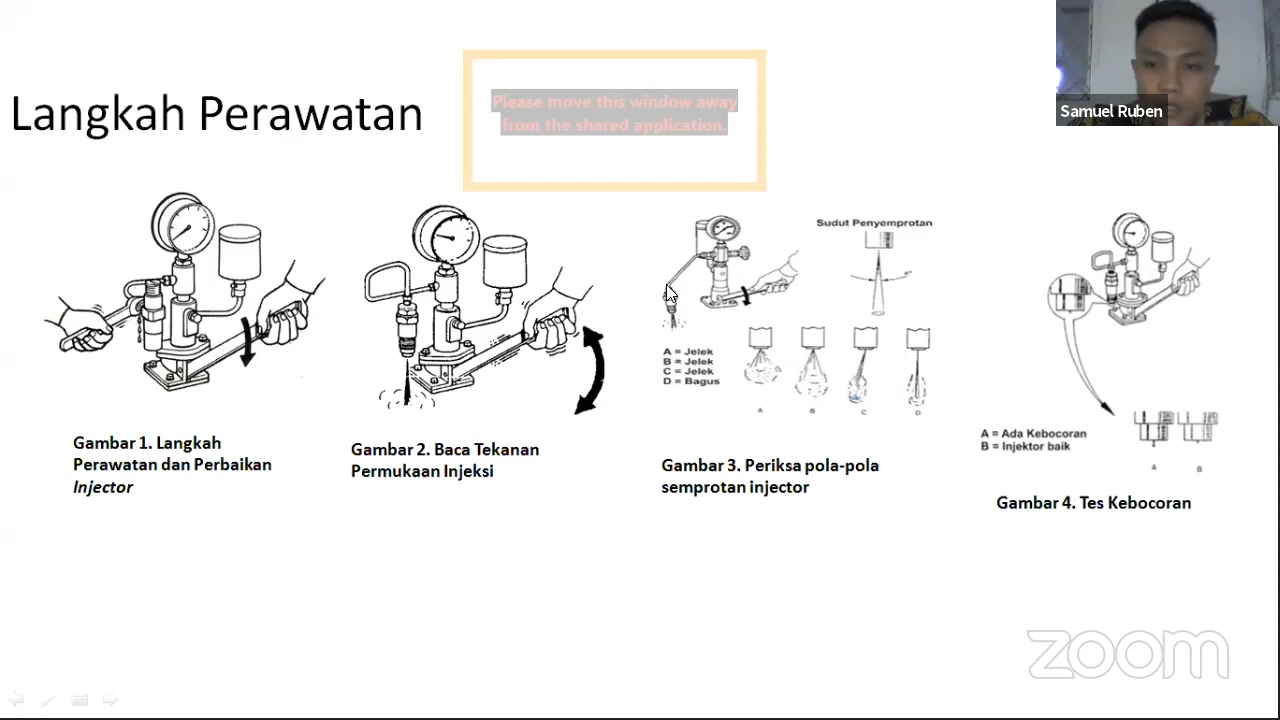 Samuel Ruben
Please move this window away
from the shared application.
Langkah Perawatan
Sudut Penyemprotan
A = Jelek
B = Jelek
C = Jelek
D = Bagus
A
B
C
D
A = Ada Kebocoran
B = Injektor baik
A
B
Gambar 1. Langkah
Perawatan dan Perbaikan
Injector
Gambar 2. Baca Tekanan
Permukaan Injeksi
Gambar 3. Periksa pola-pola
semprotan injector
Gambar 4. Tes Kebocoran
zoom